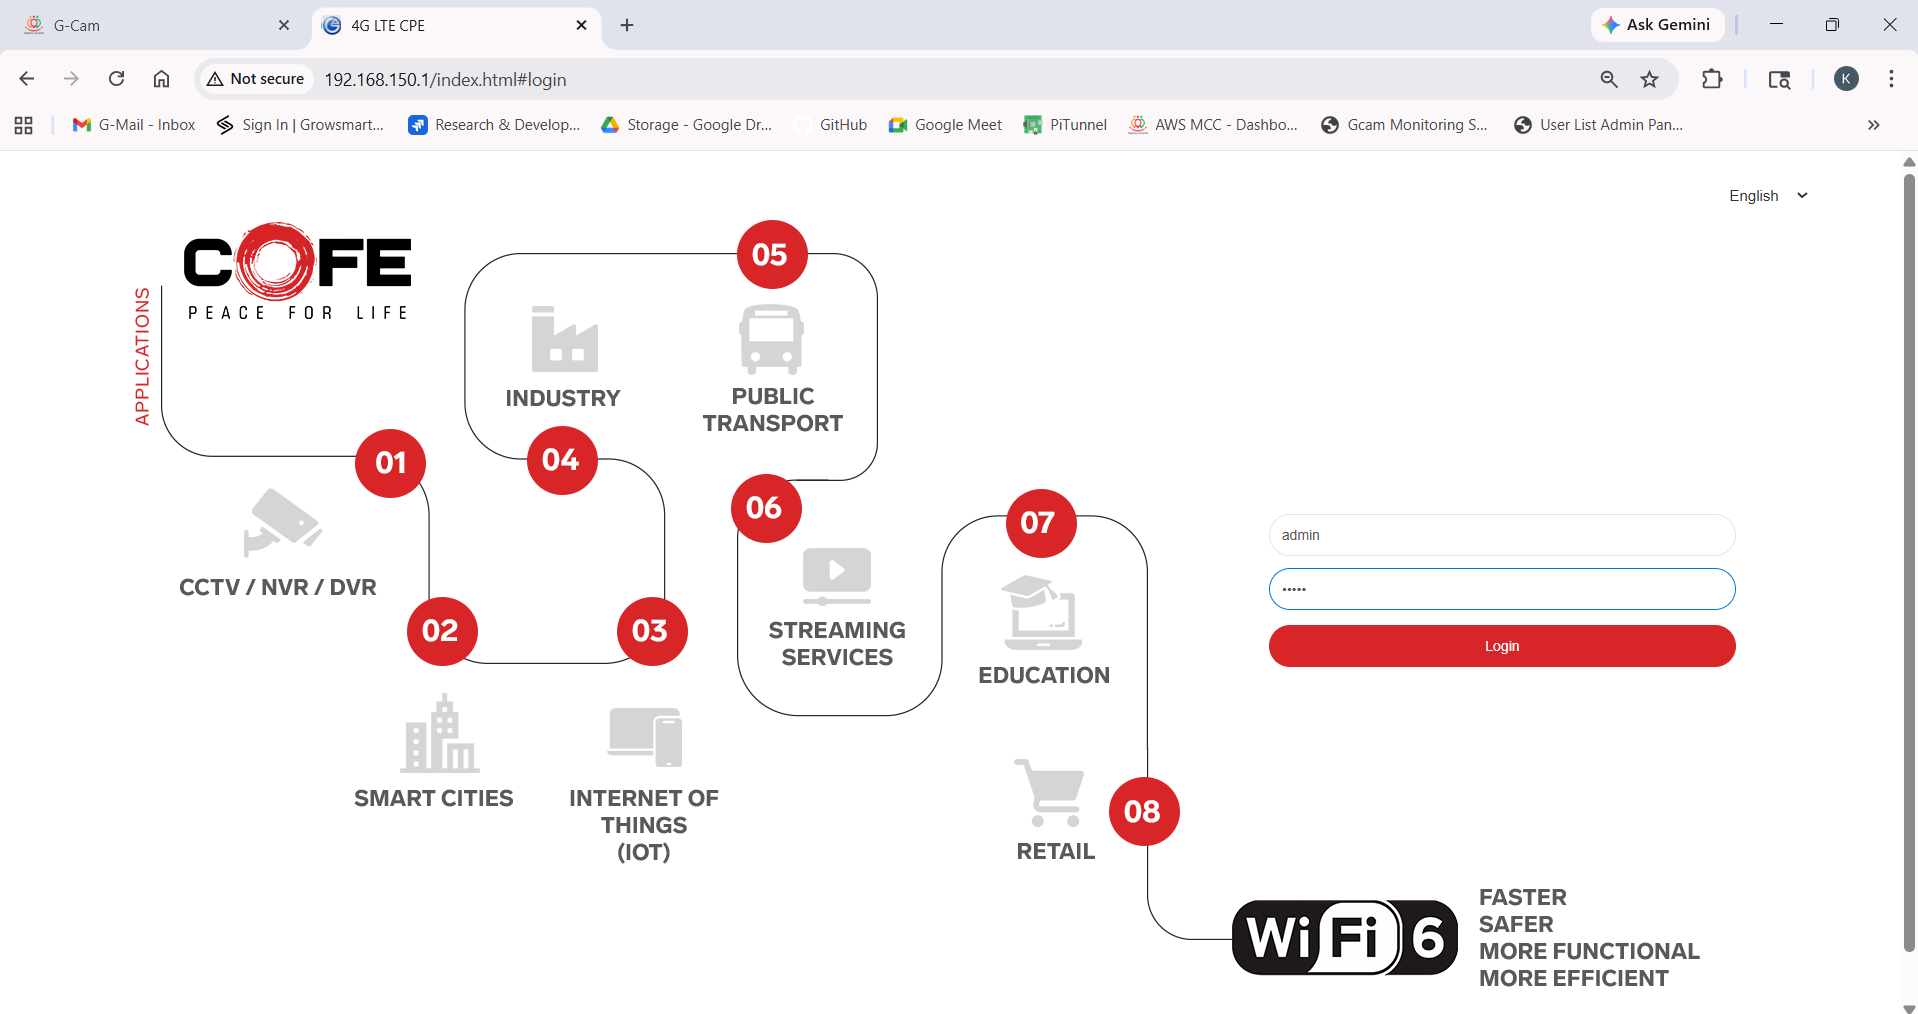 G-Cam
4G LTE CPE
Ask Gemini
Not secure
192.168.150.1/index.html#login
K
G-Mail - Inbox
Sign In | Growsmart...
Research & Develop...
Storage - Google Dr...
GitHub
Google Meet
PiTunnel
AWS MCC - Dashbo...
Gcam Monitoring S...
User List Admin Pan...
English
COFE
PEACE FOR LIFE
APPLICATIONS
01
CCTV / NVR / DVR
02
SMART CITIES
03
INTERNET OF
THINGS
(IOT)
04
INDUSTRY
05
PUBLIC
TRANSPORT
06
STREAMING
SERVICES
07
EDUCATION
08
RETAIL
admin
•••••
Login
WiFi 6
FASTER
SAFER
MORE FUNCTIONAL
MORE EFFICIENT